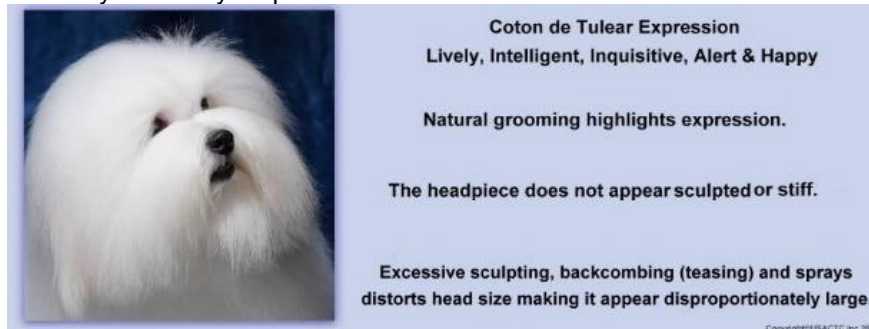 Coton de Tulear Expression
Lively, Intelligent, Inquisitive, Alert & Happy
Natural grooming highlights expression.
The headpiece does not appear sculpted or stiff.
Excessive sculpting, backcombing (teasing) and sprays
distorts head size making it appear disproportionately large.